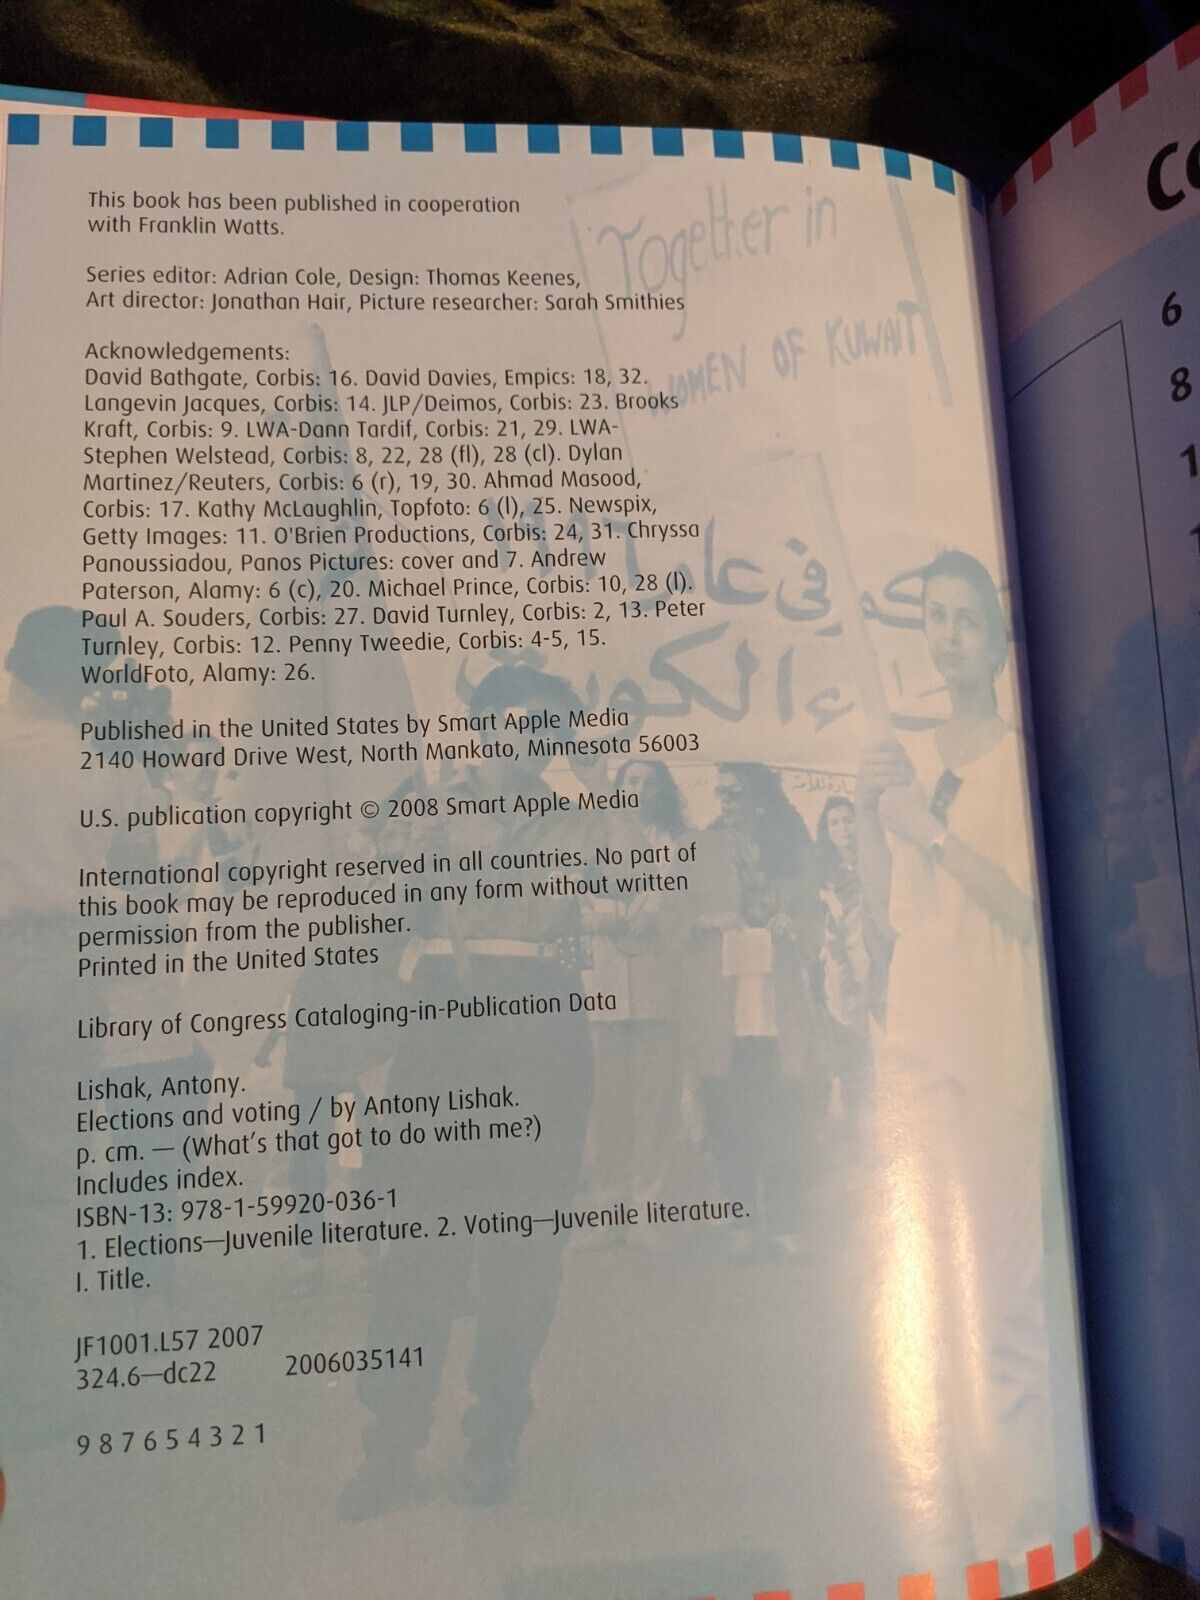 This book has been published in cooperation
with Franklin Watts.
Series editor: Adrian Cole, Design: Thomas Keenes,
Art director: Jonathan Hair, Picture researcher: Sarah Smithies
Acknowledgements:
David Bathgate, Corbis: 16. David Davies, Empics: 18, 32.
Langevin Jacques, Corbis: 14. JLP/Deimos, Corbis: 23. Brooks
Kraft, Corbis: 9. LWA-Dann Tardif, Corbis: 21, 29. LWA-
Stephen Welstead, Corbis: 8, 22, 28 (fl), 28 (cl). Dylan
Martinez/Reuters, Corbis: 6 (r), 19, 30. Ahmad Masood,
Corbis: 17. Kathy McLaughlin, Topfoto: 6 (l), 25. Newspix,
Getty Images: 11. O'Brien Productions, Corbis: 24, 31. Chryssa
Panoussiadou, Panos Pictures: cover and 7. Andrew
Paterson, Alamy: 6 (c), 20. Michael Prince, Corbis: 10, 28 (l).
Paul A. Souders, Corbis: 27. David Turnley, Corbis: 2, 13. Peter
Turnley, Corbis: 12. Penny Tweedie, Corbis: 4-5, 15.
WorldFoto, Alamy: 26.
Published in the United States by Smart Apple Media
2140 Howard Drive West, North Mankato, Minnesota 56003
U.S. publication copyright © 2008 Smart Apple Media
International copyright reserved in all countries. No part of
this book may be reproduced in any form without written
permission from the publisher.
Printed in the United States
Library of Congress Cataloging-in-Publication Data
Lishak, Antony.
Elections and voting / by Antony Lishak.
p. cm. — (What's that got to do with me?)
Includes index.
ISBN-13: 978-1-59920-036-1
1. Elections—Juvenile literature. 2. Voting—Juvenile literature.
I. Title.
JF1001.L57 2007
324.6—dc22 2006035141
9 8 7 6 5 4 3 2 1
Together in
WOMEN OF KUWAIT
في
6
8